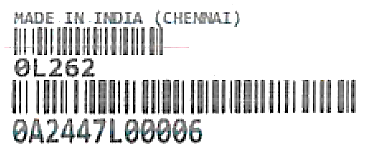 MADE IN INDIA (CHENNAI)
0L262
0A2447L00006